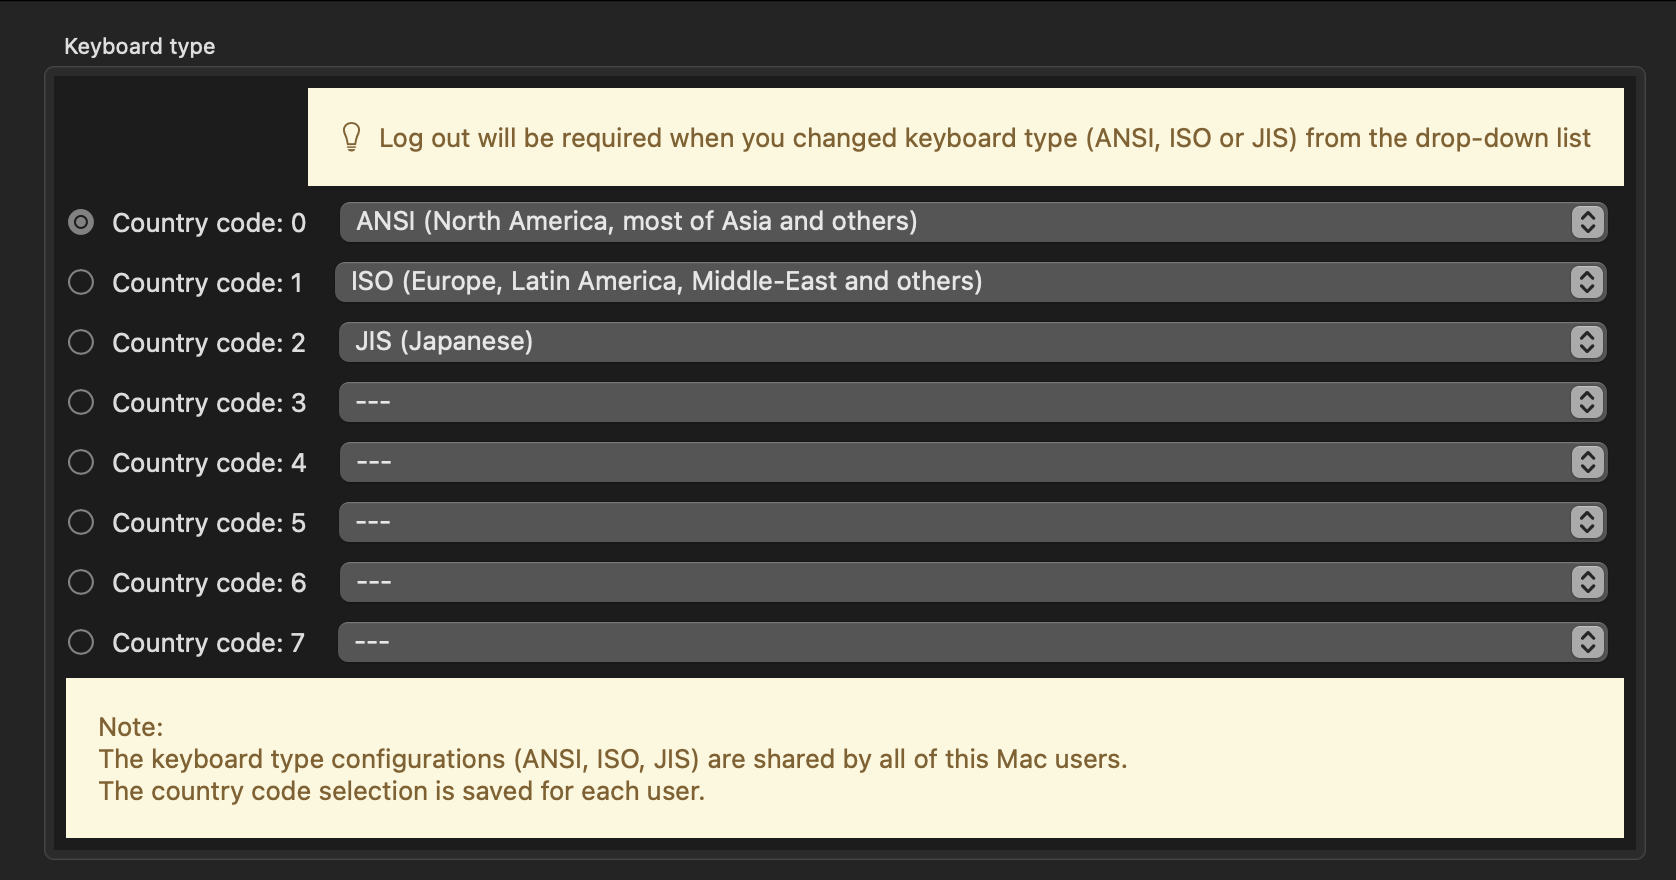 Keyboard type
Log out will be required when you changed keyboard type (ANSI, ISO or JIS) from the drop-down list
Country code: 0 ANSI (North America, most of Asia and others)
Country code: 1 ISO (Europe, Latin America, Middle-East and others)
Country code: 2 JIS (Japanese)
Country code: 3 ---
Country code: 4 ---
Country code: 5 ---
Country code: 6 ---
Country code: 7 ---
Note:
The keyboard type configurations (ANSI, ISO, JIS) are shared by all of this Mac users.
The country code selection is saved for each user.